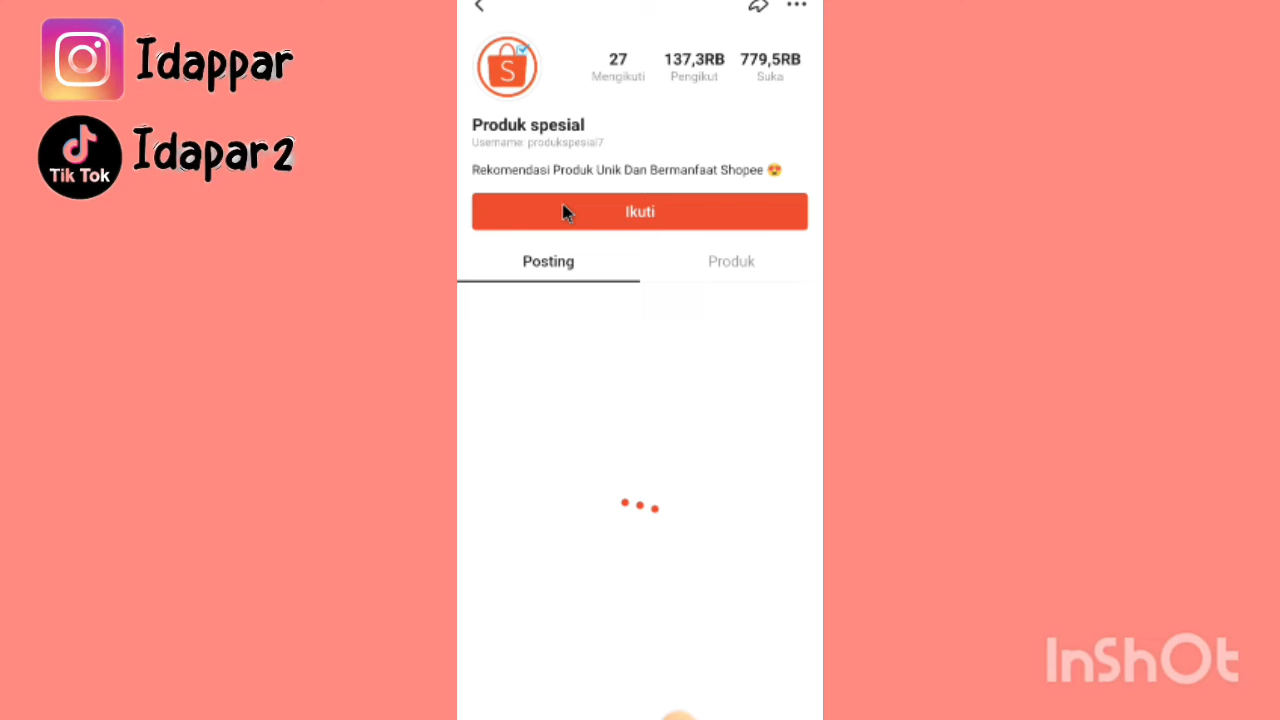 Idappar
Tik Tok
Idapar2
S
27
Mengikuti
137,3RB
Pengikut
779,5RB
Suka
Produk spesial
Username: produkspesial7
Rekomendasi Produk Unik Dan Bermanfaat Shopee 😍
Ikuti
Posting
Produk
InShOt